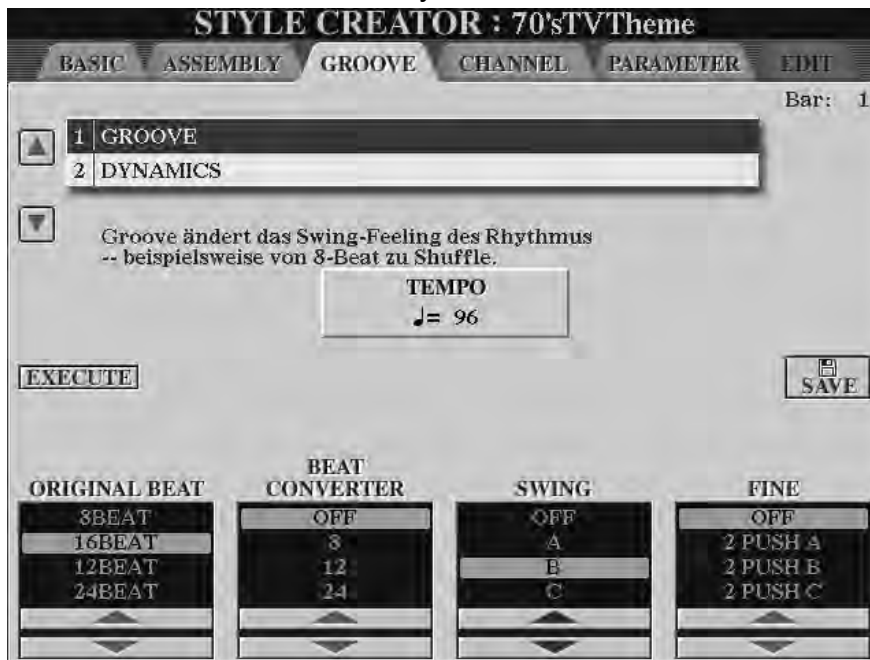 STYLE CREATOR : 70'sTVTheme
BASIC ASSEMBLY GROOVE CHANNEL PARAMETER EDIT
Bar: 1
1 GROOVE
2 DYNAMICS
Groove ändert das Swing-Feeling des Rhythmus
-- beispielsweise von 8-Beat zu Shuffle.
TEMPO
♩= 96
EXECUTE
SAVE
ORIGINAL BEAT
8BEAT
16BEAT
12BEAT
24BEAT
BEAT
CONVERTER
OFF
8
12
24
SWING
OFF
A
B
C
FINE
OFF
2 PUSH A
2 PUSH B
2 PUSH C